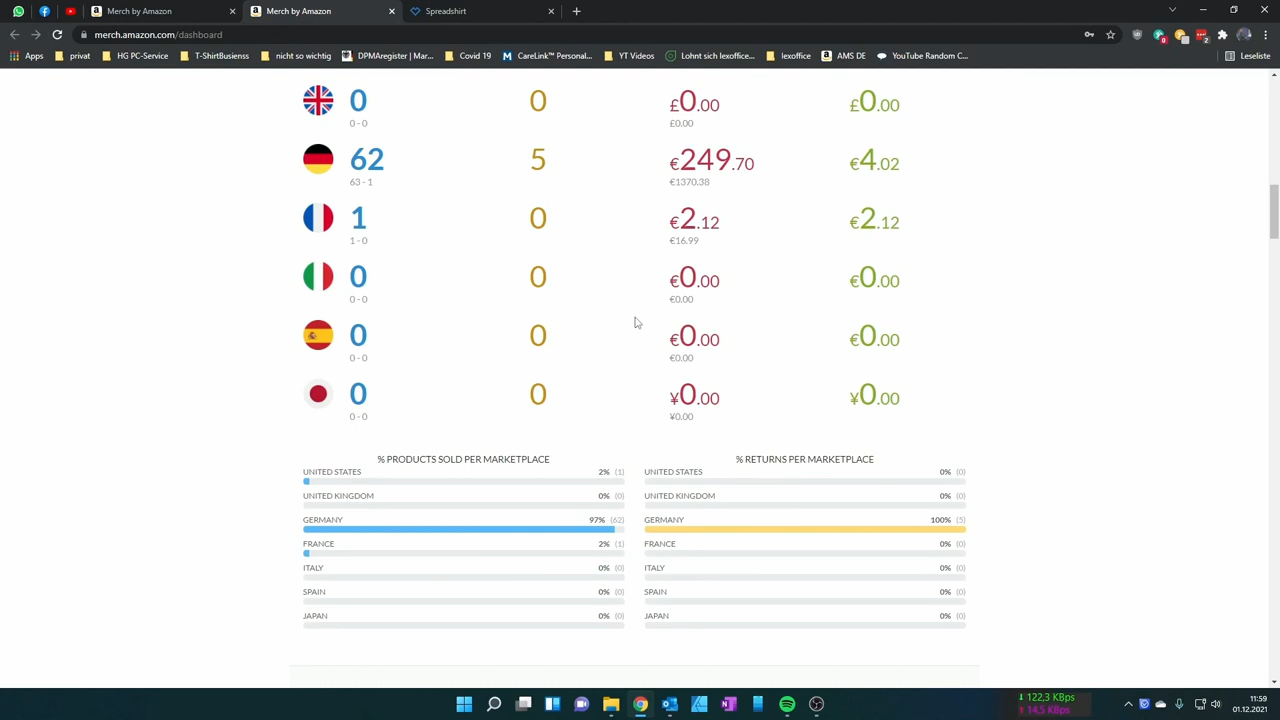 Merch by Amazon
Merch by Amazon
Spreadshirt
merch.amazon.com/dashboard
Apps
privat
HG PC-Service
T-ShirtBusienss
nicht so wichtig
DPMAregister | Mar...
Covid 19
CareLink™ Personal...
YT Videos
Lohnt sich lexoffice...
lexoffice
AMS DE
YouTube Random C...
Leseliste
0 0 £0.00 £0.00
0 - 0 £0.00
62 5 €249.70 €4.02
63 - 1 €1370.38
1 0 €2.12 €2.12
1 - 0 €16.99
0 0 €0.00 €0.00
0 - 0 €0.00
0 0 €0.00 €0.00
0 - 0 €0.00
0 0 ¥0.00 ¥0.00
0 - 0 ¥0.00
% PRODUCTS SOLD PER MARKETPLACE
UNITED STATES 2% (1)
UNITED KINGDOM 0% (0)
GERMANY 97% (62)
FRANCE 2% (1)
ITALY 0% (0)
SPAIN 0% (0)
JAPAN 0% (0)
% RETURNS PER MARKETPLACE
UNITED STATES 0% (0)
UNITED KINGDOM 0% (0)
GERMANY 100% (5)
FRANCE 0% (0)
ITALY 0% (0)
SPAIN 0% (0)
JAPAN 0% (0)
122,3 KBps
14,5 KBps
11:59
01.12.2021